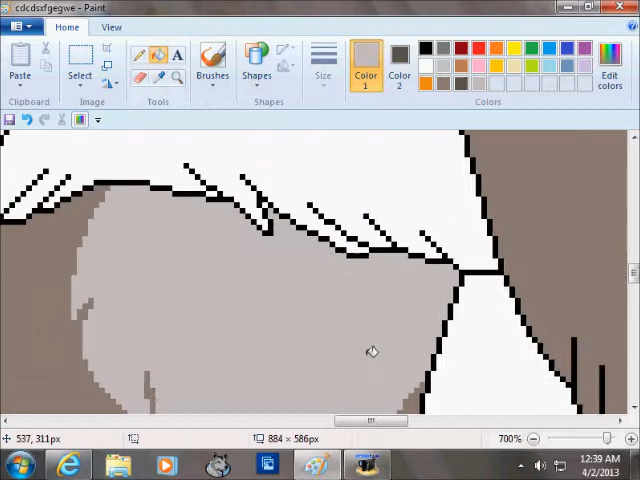 cdcdsxfgegwe - Paint
Home View
Paste
Select
Brushes
Shapes
Size
Color 1
Color 2
Edit colors
Clipboard Image Tools Shapes Colors
537, 311px
884 × 586px
700%
12:39 AM
4/2/2013